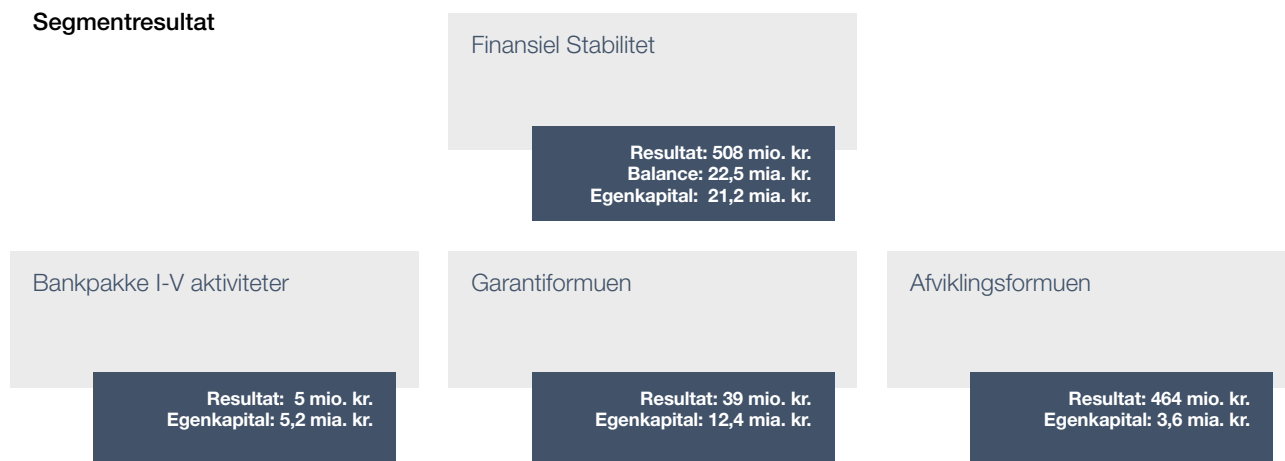 Segmentresultat
Finansiel Stabilitet
Resultat: 508 mio. kr.
Balance: 22,5 mia. kr.
Egenkapital: 21,2 mia. kr.
Bankpakke I-V aktiviteter
Resultat: 5 mio. kr.
Egenkapital: 5,2 mia. kr.
Garantiformuen
Resultat: 39 mio. kr.
Egenkapital: 12,4 mia. kr.
Afviklingsformuen
Resultat: 464 mio. kr.
Egenkapital: 3,6 mia. kr.